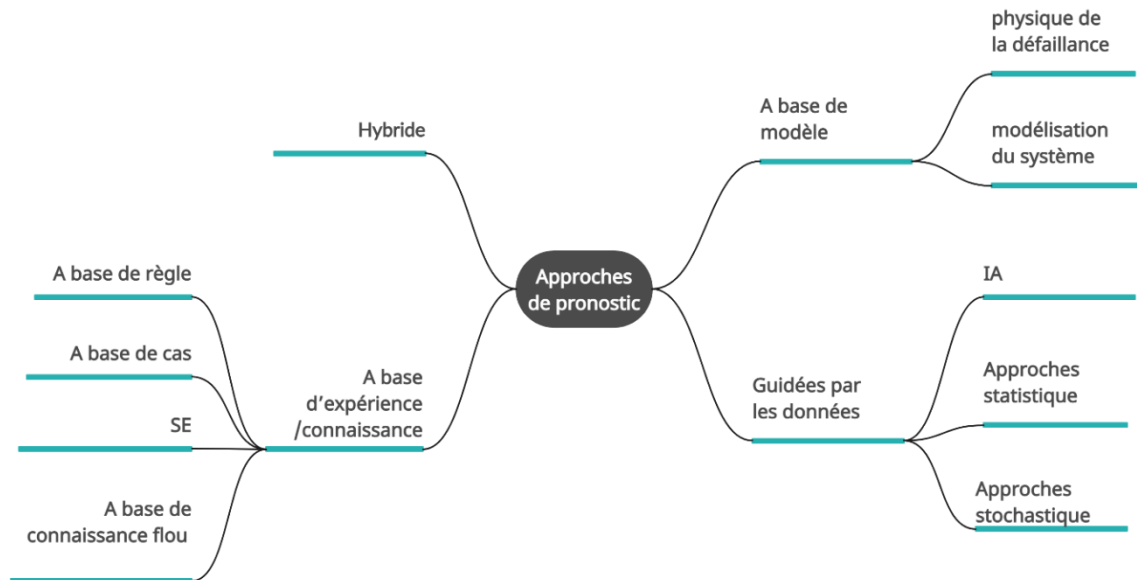 Approches
de pronostic
Hybride
A base
d'expérience
/connaissance
A base de règle
A base de cas
SE
A base de
connaissance flou
A base de
modèle
physique de
la défaillance
modélisation
du système
Guidées par
les données
IA
Approches
statistique
Approches
stochastique